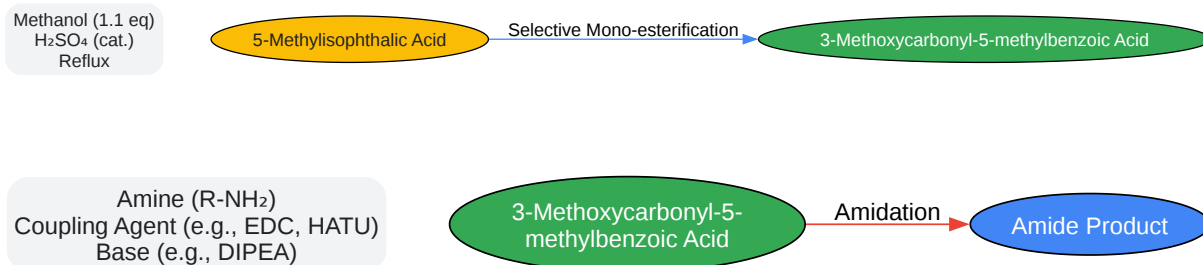 Methanol (1.1 eq)
H₂SO₄ (cat.)
Reflux
5-Methylisophthalic Acid
Selective Mono-esterification
3-Methoxycarbonyl-5-methylbenzoic Acid
Amine (R-NH₂)
Coupling Agent (e.g., EDC, HATU)
Base (e.g., DIPEA)
3-Methoxycarbonyl-5-
methylbenzoic Acid
Amidation
Amide Product